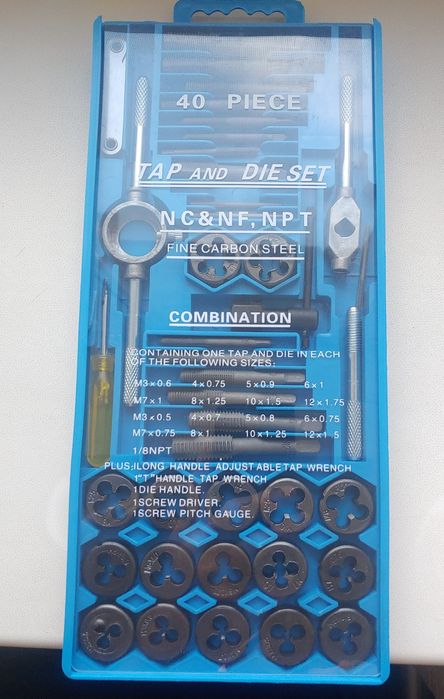 40 PIECE
TAP AND DIE SET
NC&NF, NPT
FINE CARBON STEEL
COMBINATION
CONTAINING ONE TAP AND DIE IN EACH
OF THE FOLLOWING SIZES:
M3×0.6 4×0.75 5×0.9 6×1
M7×1 8×1.25 10×1.5 12×1.75
M3×0.5 4×0.7 5×0.8 6×0.75
M7×0.75 8×1 10×1.25 12×1.5
1/8NPT
PLUS;1LONG HANDLE ADJUSTABLE TAP WRENCH
1"T"HANDLE TAP WRENCH
1DIE HANDLE.
1SCREW DRIVER.
1SCREW PITCH GAUGE.